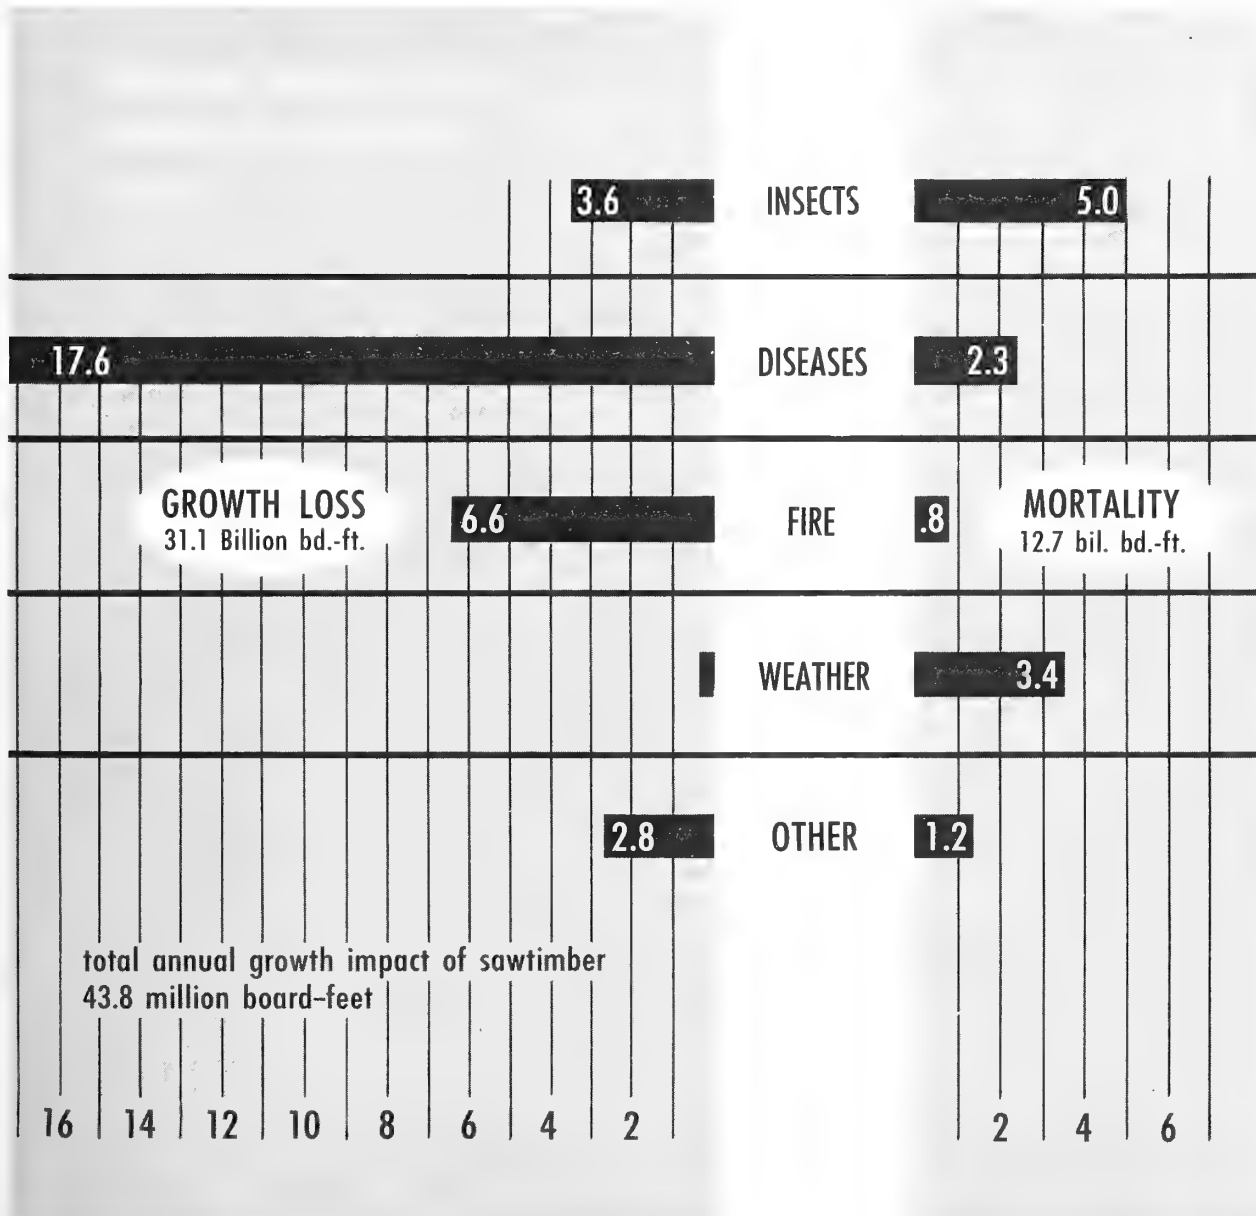 3.6 INSECTS 5.0
17.6 DISEASES 2.3
GROWTH LOSS
31.1 Billion bd.-ft.
6.6 FIRE .8
MORTALITY
12.7 bil. bd.-ft.
WEATHER 3.4
2.8 OTHER 1.2
total annual growth impact of sawtimber
43.8 million board-feet
16 14 12 10 8 6 4 2 2 4 6